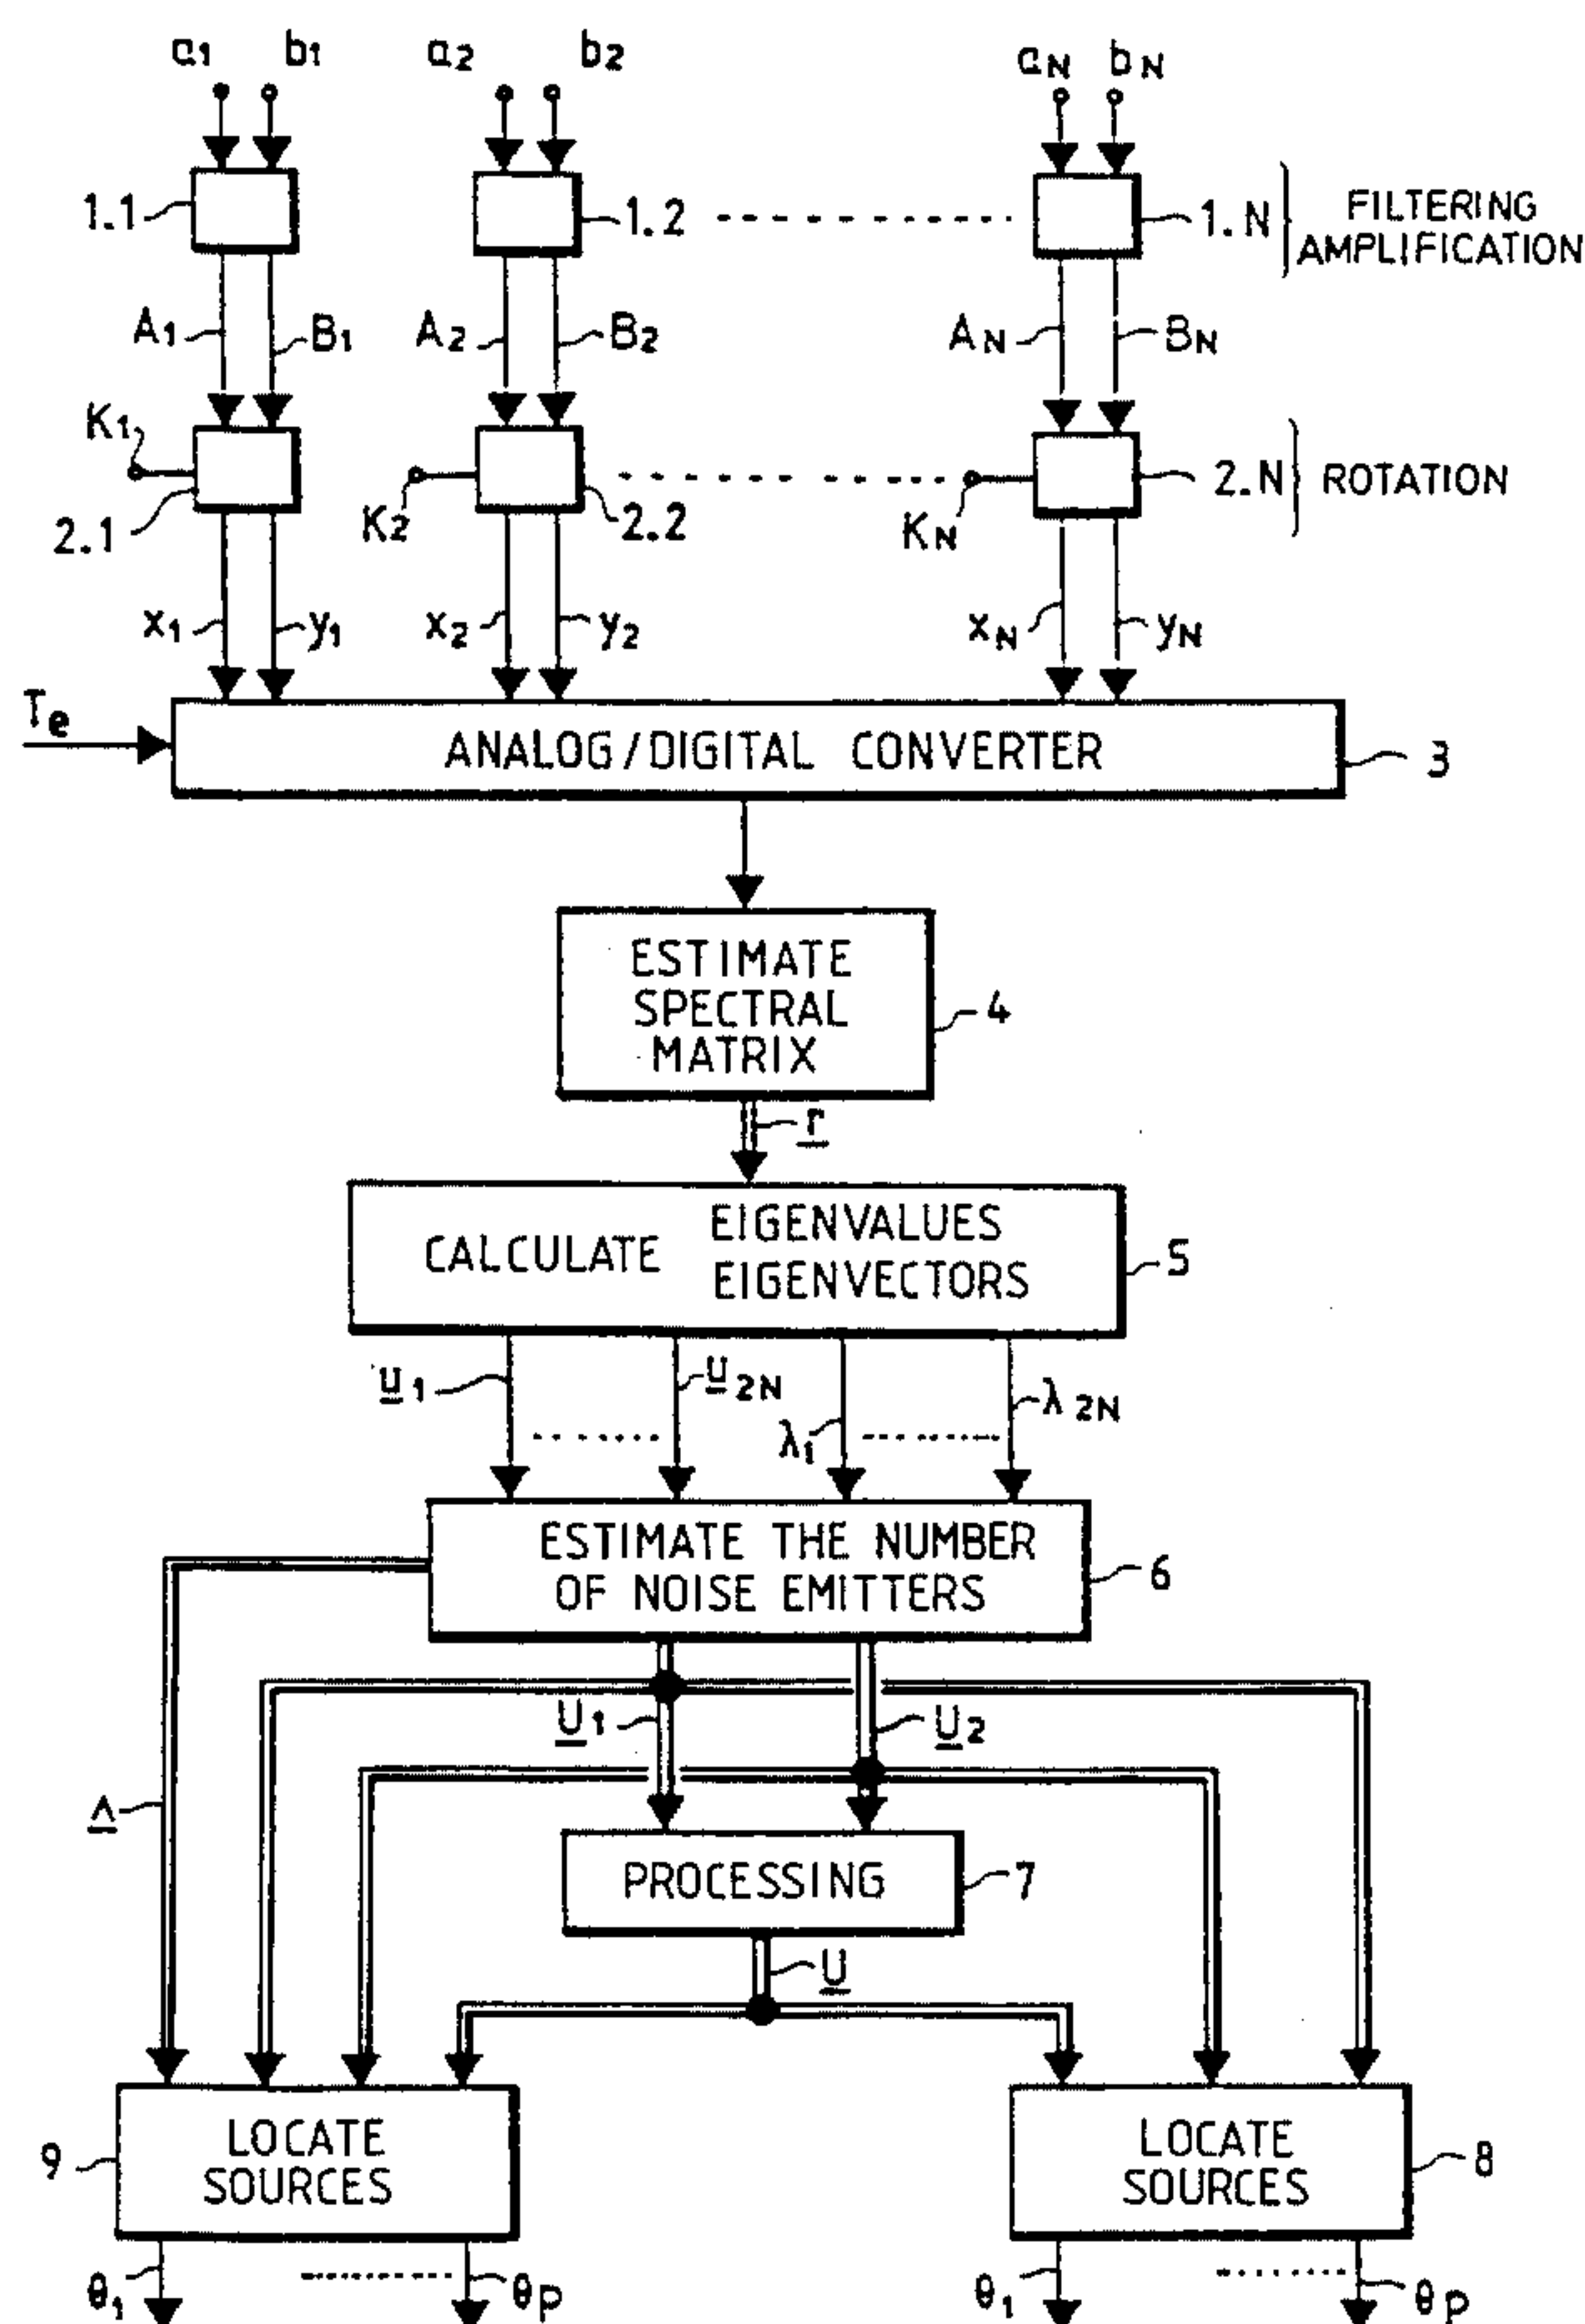 a1 b1 a2 b2 aN bN
1.1 1.2 1.N FILTERING
AMPLIFICATION
A1 B1 A2 B2 AN BN
K1 K2 KN
2.1 2.2 2.N ROTATION
x1 y1 x2 y2 xN yN
Te
ANALOG/DIGITAL CONVERTER 3
ESTIMATE
SPECTRAL
MATRIX
4
r
CALCULATE EIGENVALUES
EIGENVECTORS
5
u1 u2N λ1 λ2N
ESTIMATE THE NUMBER
OF NOISE EMITTERS
6
U1 U2
Λ
PROCESSING 7
U
9 LOCATE
SOURCES
LOCATE
SOURCES
8
θ1 θp θ1 θp